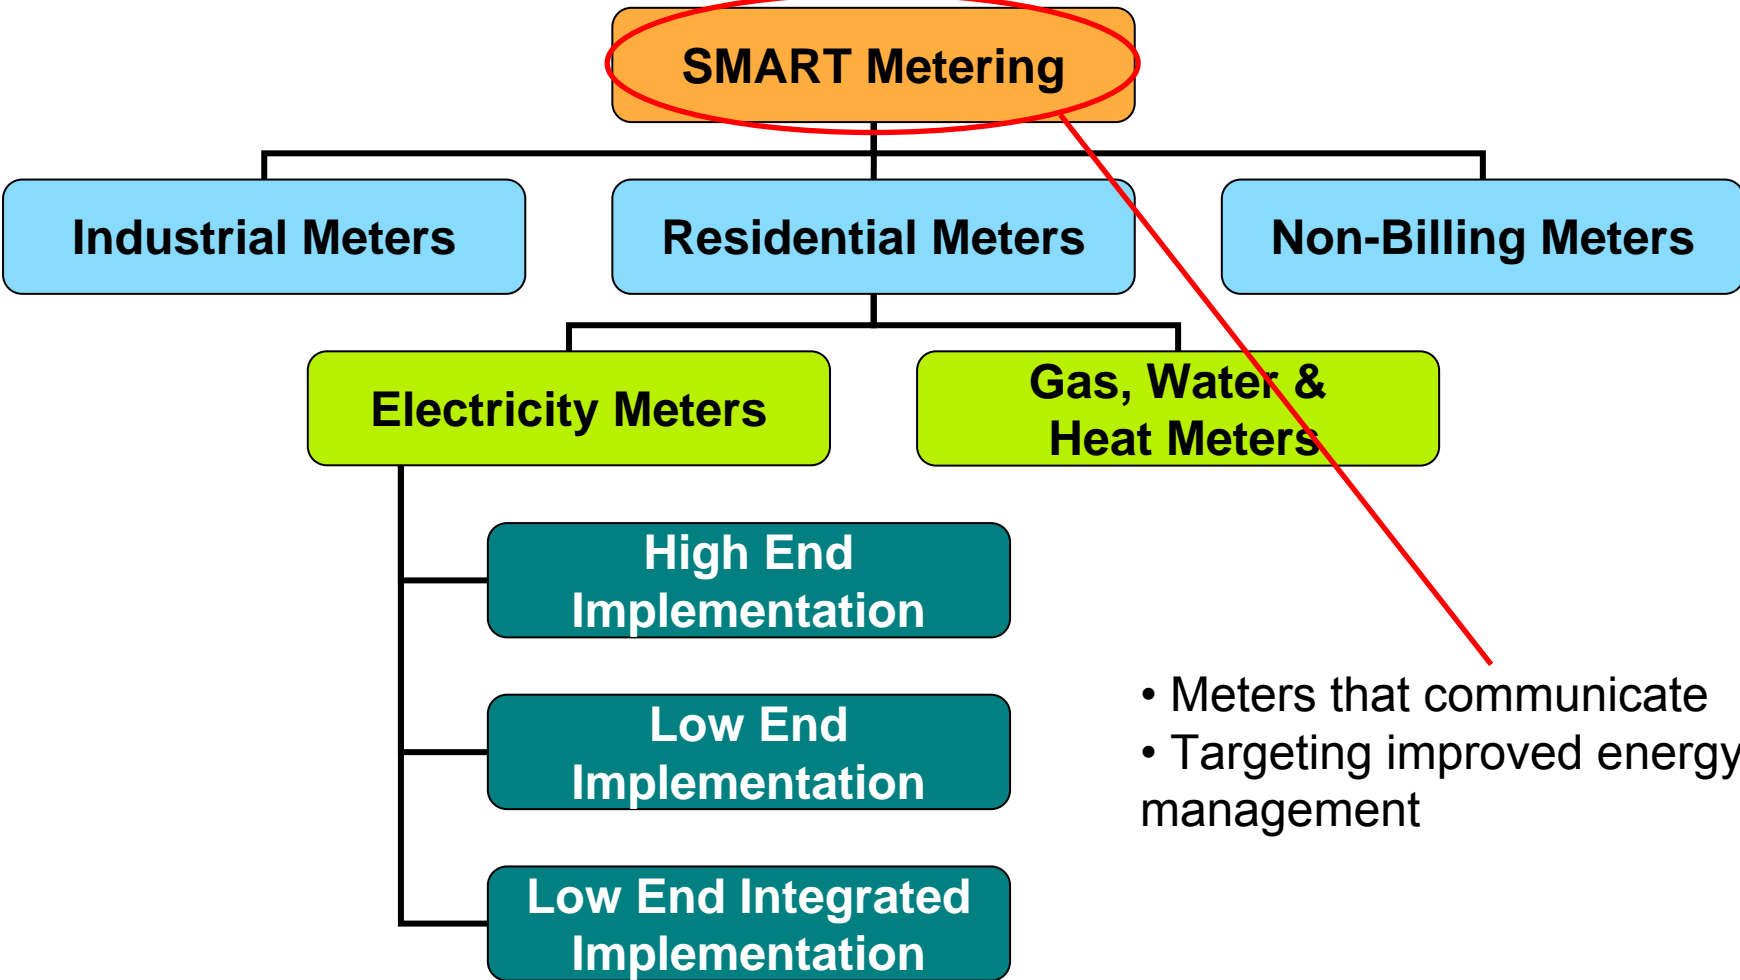 SMART Metering
Industrial Meters
Residential Meters
Non-Billing Meters
Electricity Meters
Gas, Water &
Heat Meters
High End
Implementation
Low End
Implementation
Low End Integrated
Implementation
• Meters that communicate
• Targeting improved energy
management